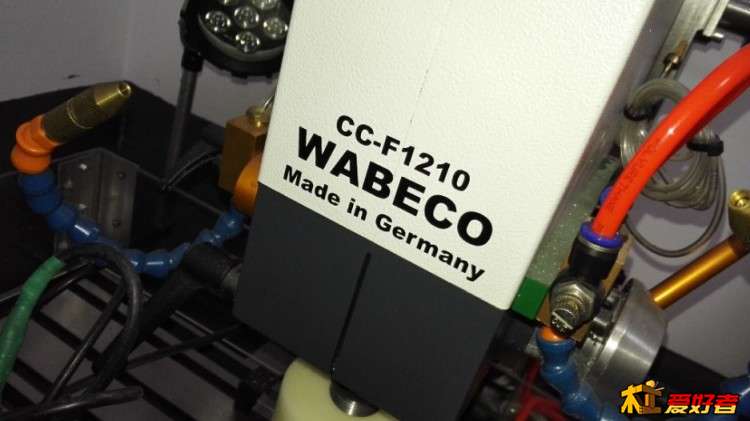 CC-F1210
WABECO
Made in Germany
木工爱好者